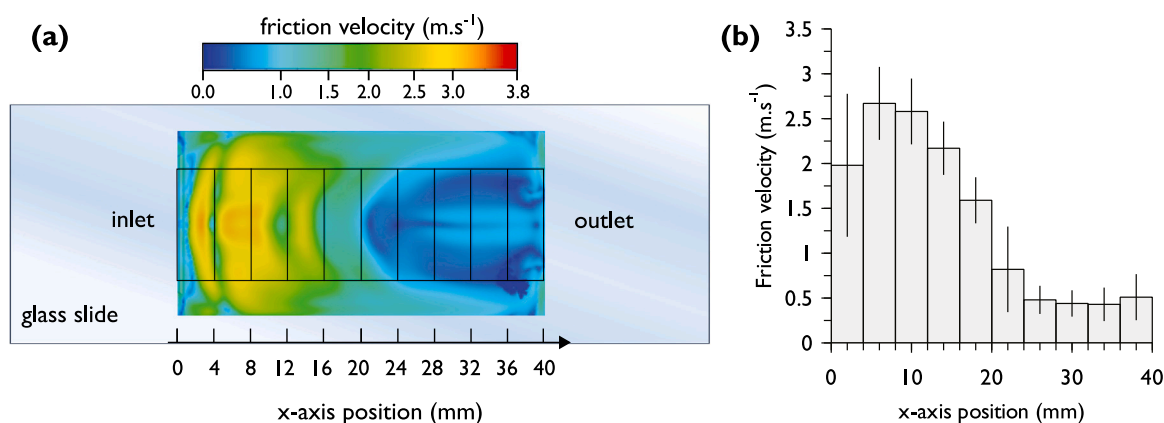 (a)
friction velocity (m.s⁻¹)
0.0 1.0 1.5 2.0 2.5 3.0 3.8
inlet
outlet
glass slide
0 4 8 12 16 20 24 28 32 36 40
x-axis position (mm)
(b)
Friction velocity (m.s⁻¹)
3.5
3
2.5
2
1.5
1
0.5
0
0 10 20 30 40
x-axis position (mm)